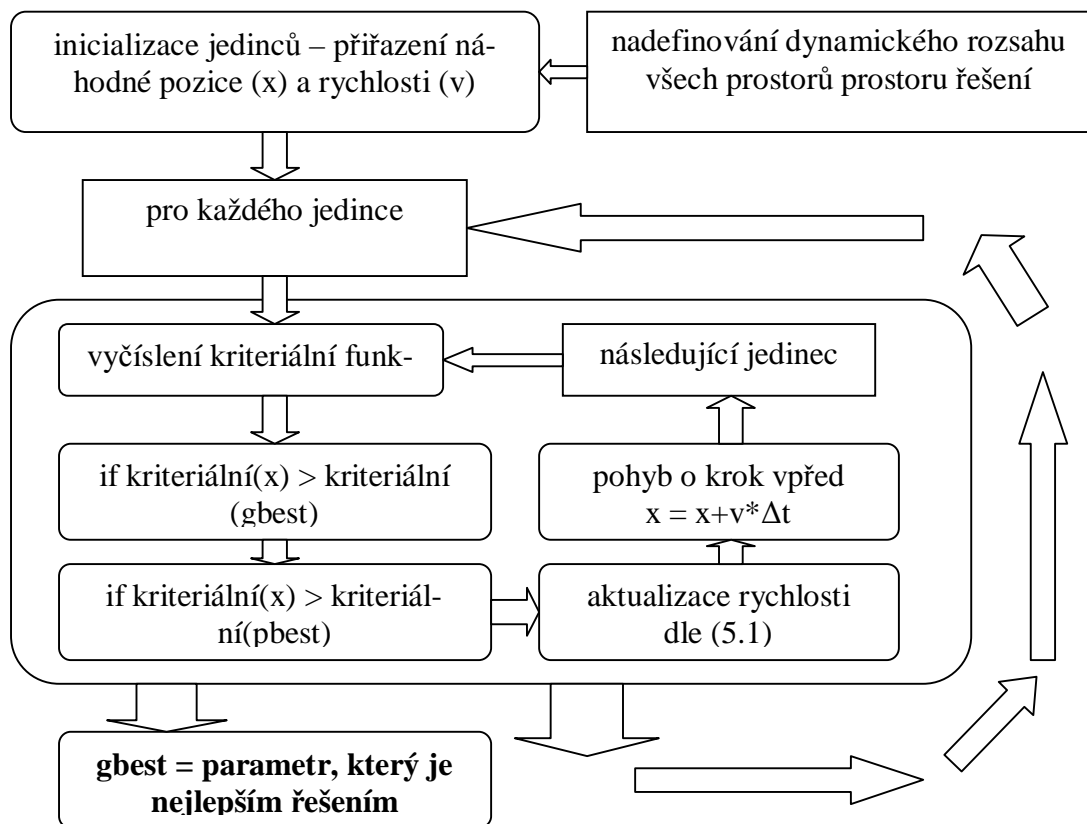 inicializace jedinců – přiřazení ná-
hodné pozice (x) a rychlosti (v)
nadefinování dynamického rozsahu
všech prostorů prostoru řešení
pro každého jedince
vyčíslení kriteriální funk-
následující jedinec
if kriteriální(x) > kriteriální
(gbest)
pohyb o krok vpřed
x = x+v*Δt
if kriteriální(x) > kriteriál-
ní(pbest)
aktualizace rychlosti
dle (5.1)
gbest = parametr, který je
nejlepším řešením